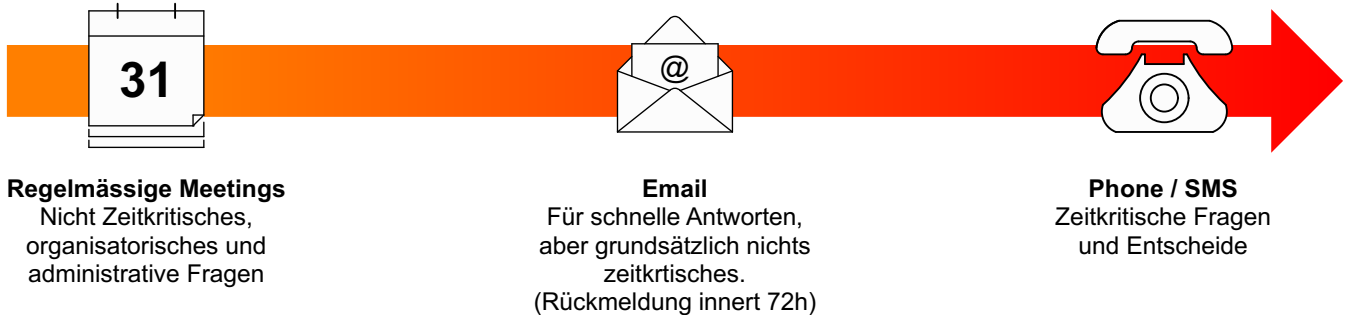 31
@
Regelmässige Meetings
Nicht Zeitkritisches,
organisatorisches und
administrative Fragen
Email
Für schnelle Antworten,
aber grundsätzlich nichts
zeitkrtisches.
(Rückmeldung innert 72h)
Phone / SMS
Zeitkritische Fragen
und Entscheide